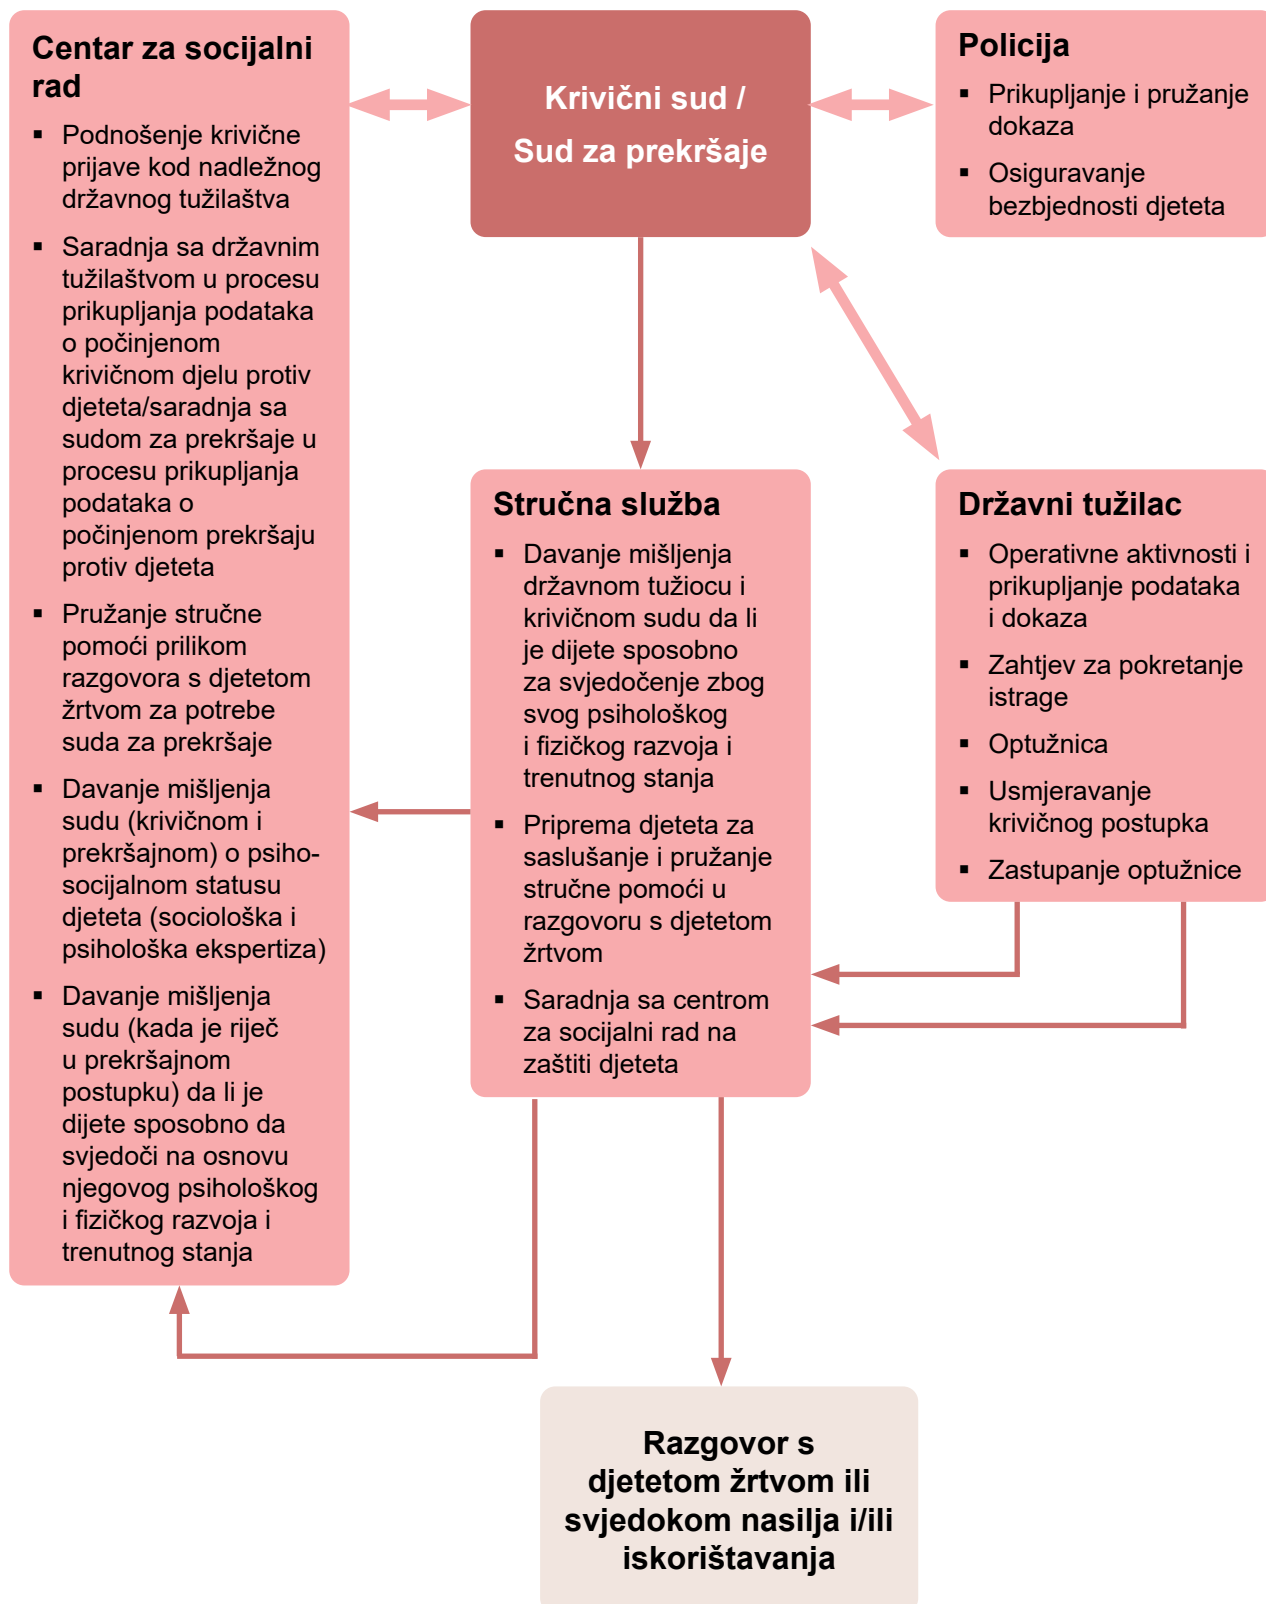 Centar za socijalni
rad
▪ Podnošenje krivične
prijave kod nadležnog
državnog tužilaštva
▪ Saradnja sa državnim
tužilaštvom u procesu
prikupljanja podataka
o počinjenom
krivičnom djelu protiv
djeteta/saradnja sa
sudom za prekršaje u
procesu prikupljanja
podataka o
počinjenom prekršaju
protiv djeteta
▪ Pružanje stručne
pomoći prilikom
razgovora s djetetom
žrtvom za potrebe
suda za prekršaje
▪ Davanje mišljenja
sudu (krivičnom i
prekršajnom) o psiho-
socijalnom statusu
djeteta (sociološka i
psihološka ekspertiza)
▪ Davanje mišljenja
sudu (kada je riječ
u prekršajnom
postupku) da li je
dijete sposobno da
svjedoči na osnovu
njegovog psihološkog
i fizičkog razvoja i
trenutnog stanja
Krivični sud /
Sud za prekršaje
Policija
▪ Prikupljanje i pružanje
dokaza
▪ Osiguravanje
bezbjednosti djeteta
Stručna služba
▪ Davanje mišljenja
državnom tužiocu i
krivičnom sudu da li
je dijete sposobno
za svjedočenje zbog
svog psihološkog
i fizičkog razvoja i
trenutnog stanja
▪ Priprema djeteta za
saslušanje i pružanje
stručne pomoći u
razgovoru s djetetom
žrtvom
▪ Saradnja sa centrom
za socijalni rad na
zaštiti djeteta
Državni tužilac
▪ Operativne aktivnosti i
prikupljanje podataka
i dokaza
▪ Zahtjev za pokretanje
istrage
▪ Optužnica
▪ Usmjeravanje
krivičnog postupka
▪ Zastupanje optužnice
Razgovor s
djetetom žrtvom ili
svjedokom nasilja i/ili
iskorištavanja